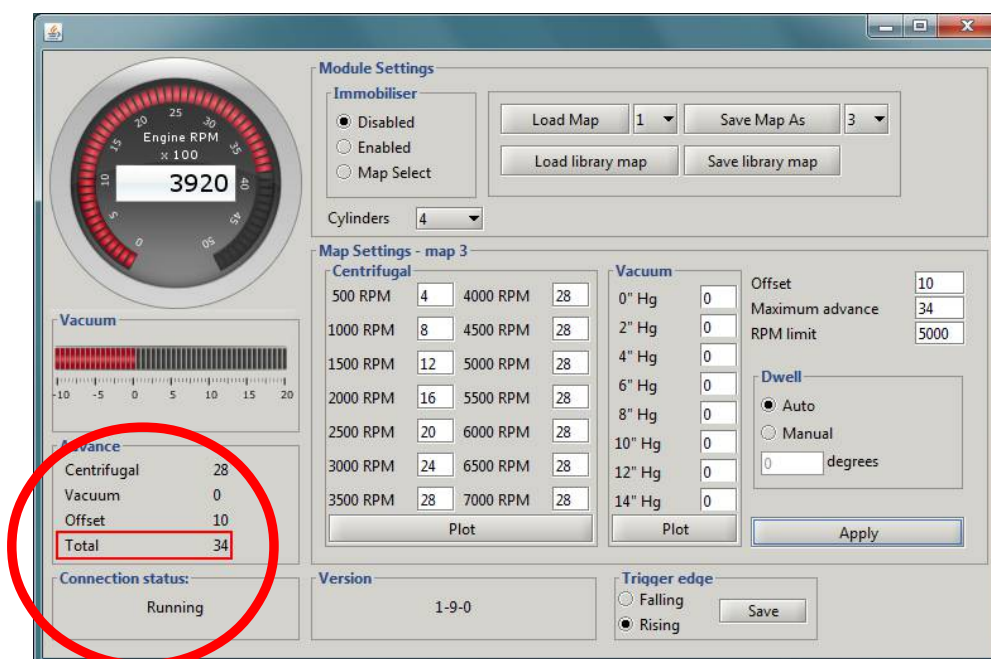 Module Settings
Immobiliser
Disabled
Enabled
Map Select
Load Map 1 Save Map As 3
Load library map Save library map
Cylinders 4
0 5 10 15 20 25 30 35 40 45 50
Engine RPM
x 100
3920
Vacuum
-10 -5 0 5 10 15 20
Advance
Centrifugal 28
Vacuum 0
Offset 10
Total 34
Connection status:
Running
Map Settings - map 3
Centrifugal
500 RPM 4 4000 RPM 28
1000 RPM 8 4500 RPM 28
1500 RPM 12 5000 RPM 28
2000 RPM 16 5500 RPM 28
2500 RPM 20 6000 RPM 28
3000 RPM 24 6500 RPM 28
3500 RPM 28 7000 RPM 28
Plot
Vacuum
0" Hg 0
2" Hg 0
4" Hg 0
6" Hg 0
8" Hg 0
10" Hg 0
12" Hg 0
14" Hg 0
Plot
Offset 10
Maximum advance 34
RPM limit 5000
Dwell
Auto
Manual
0 degrees
Apply
Version
1-9-0
Trigger edge
Falling
Rising
Save